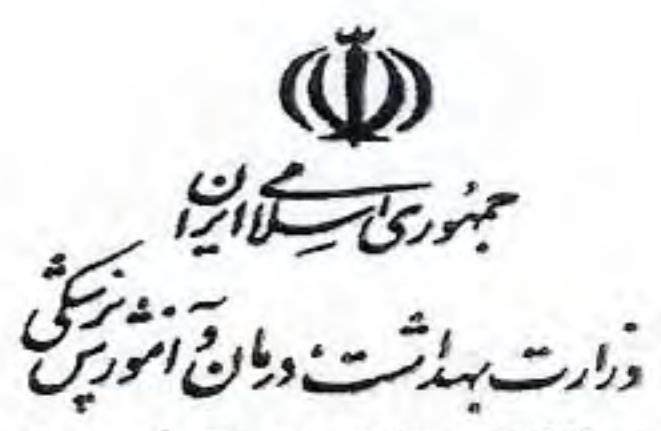 جمهوری اسلامی ایران
وزارت بهداشت، درمان و آموزش پزشکی